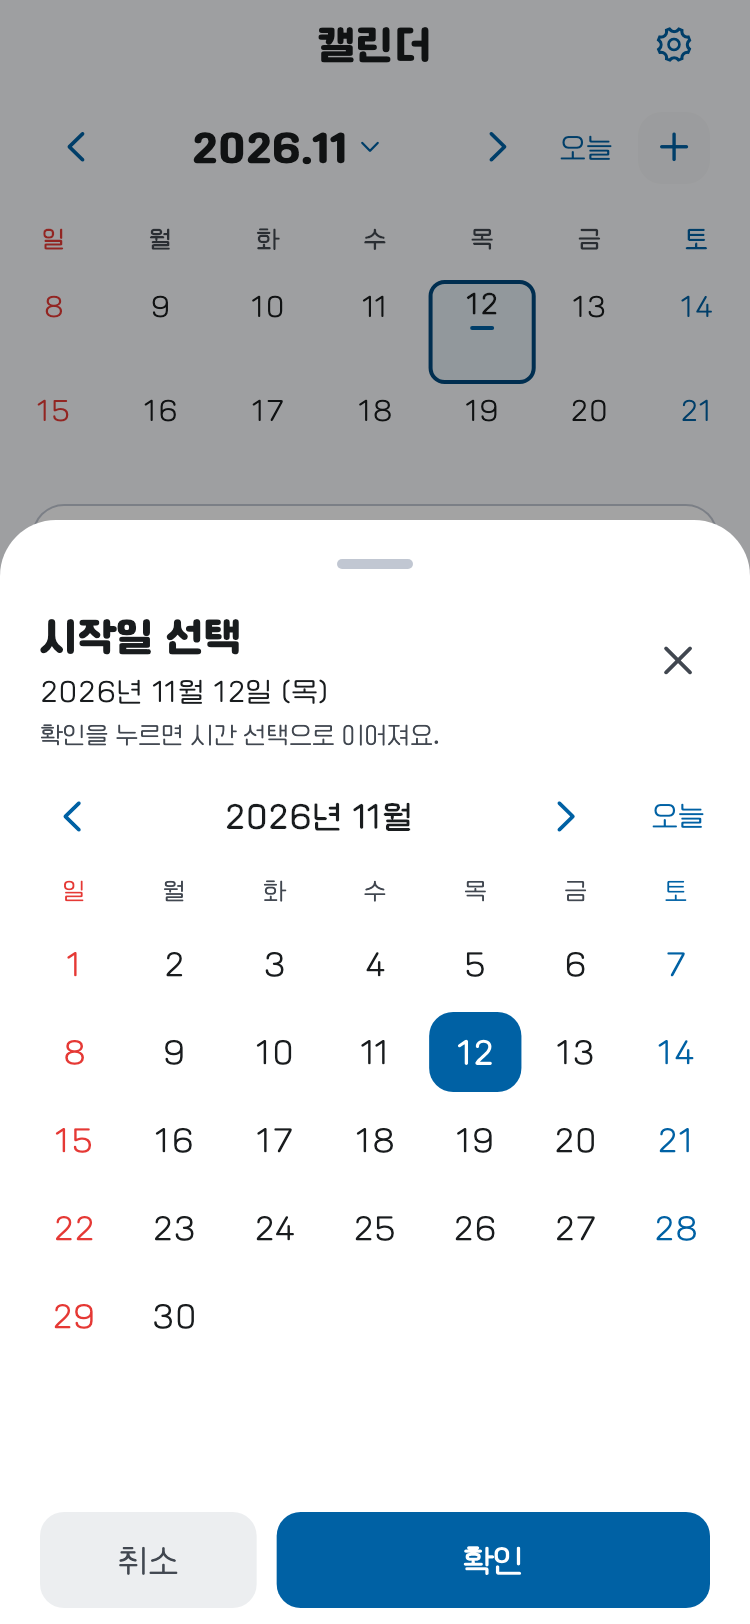 캘린더
2026.11 오늘
일 월 화 수 목 금 토
8 9 10 11 12 13 14
15 16 17 18 19 20 21
시작일 선택
2026년 11월 12일 (목)
확인을 누르면 시간 선택으로 이어져요.
2026년 11월 오늘
일 월 화 수 목 금 토
1 2 3 4 5 6 7
8 9 10 11 12 13 14
15 16 17 18 19 20 21
22 23 24 25 26 27 28
29 30
취소 확인